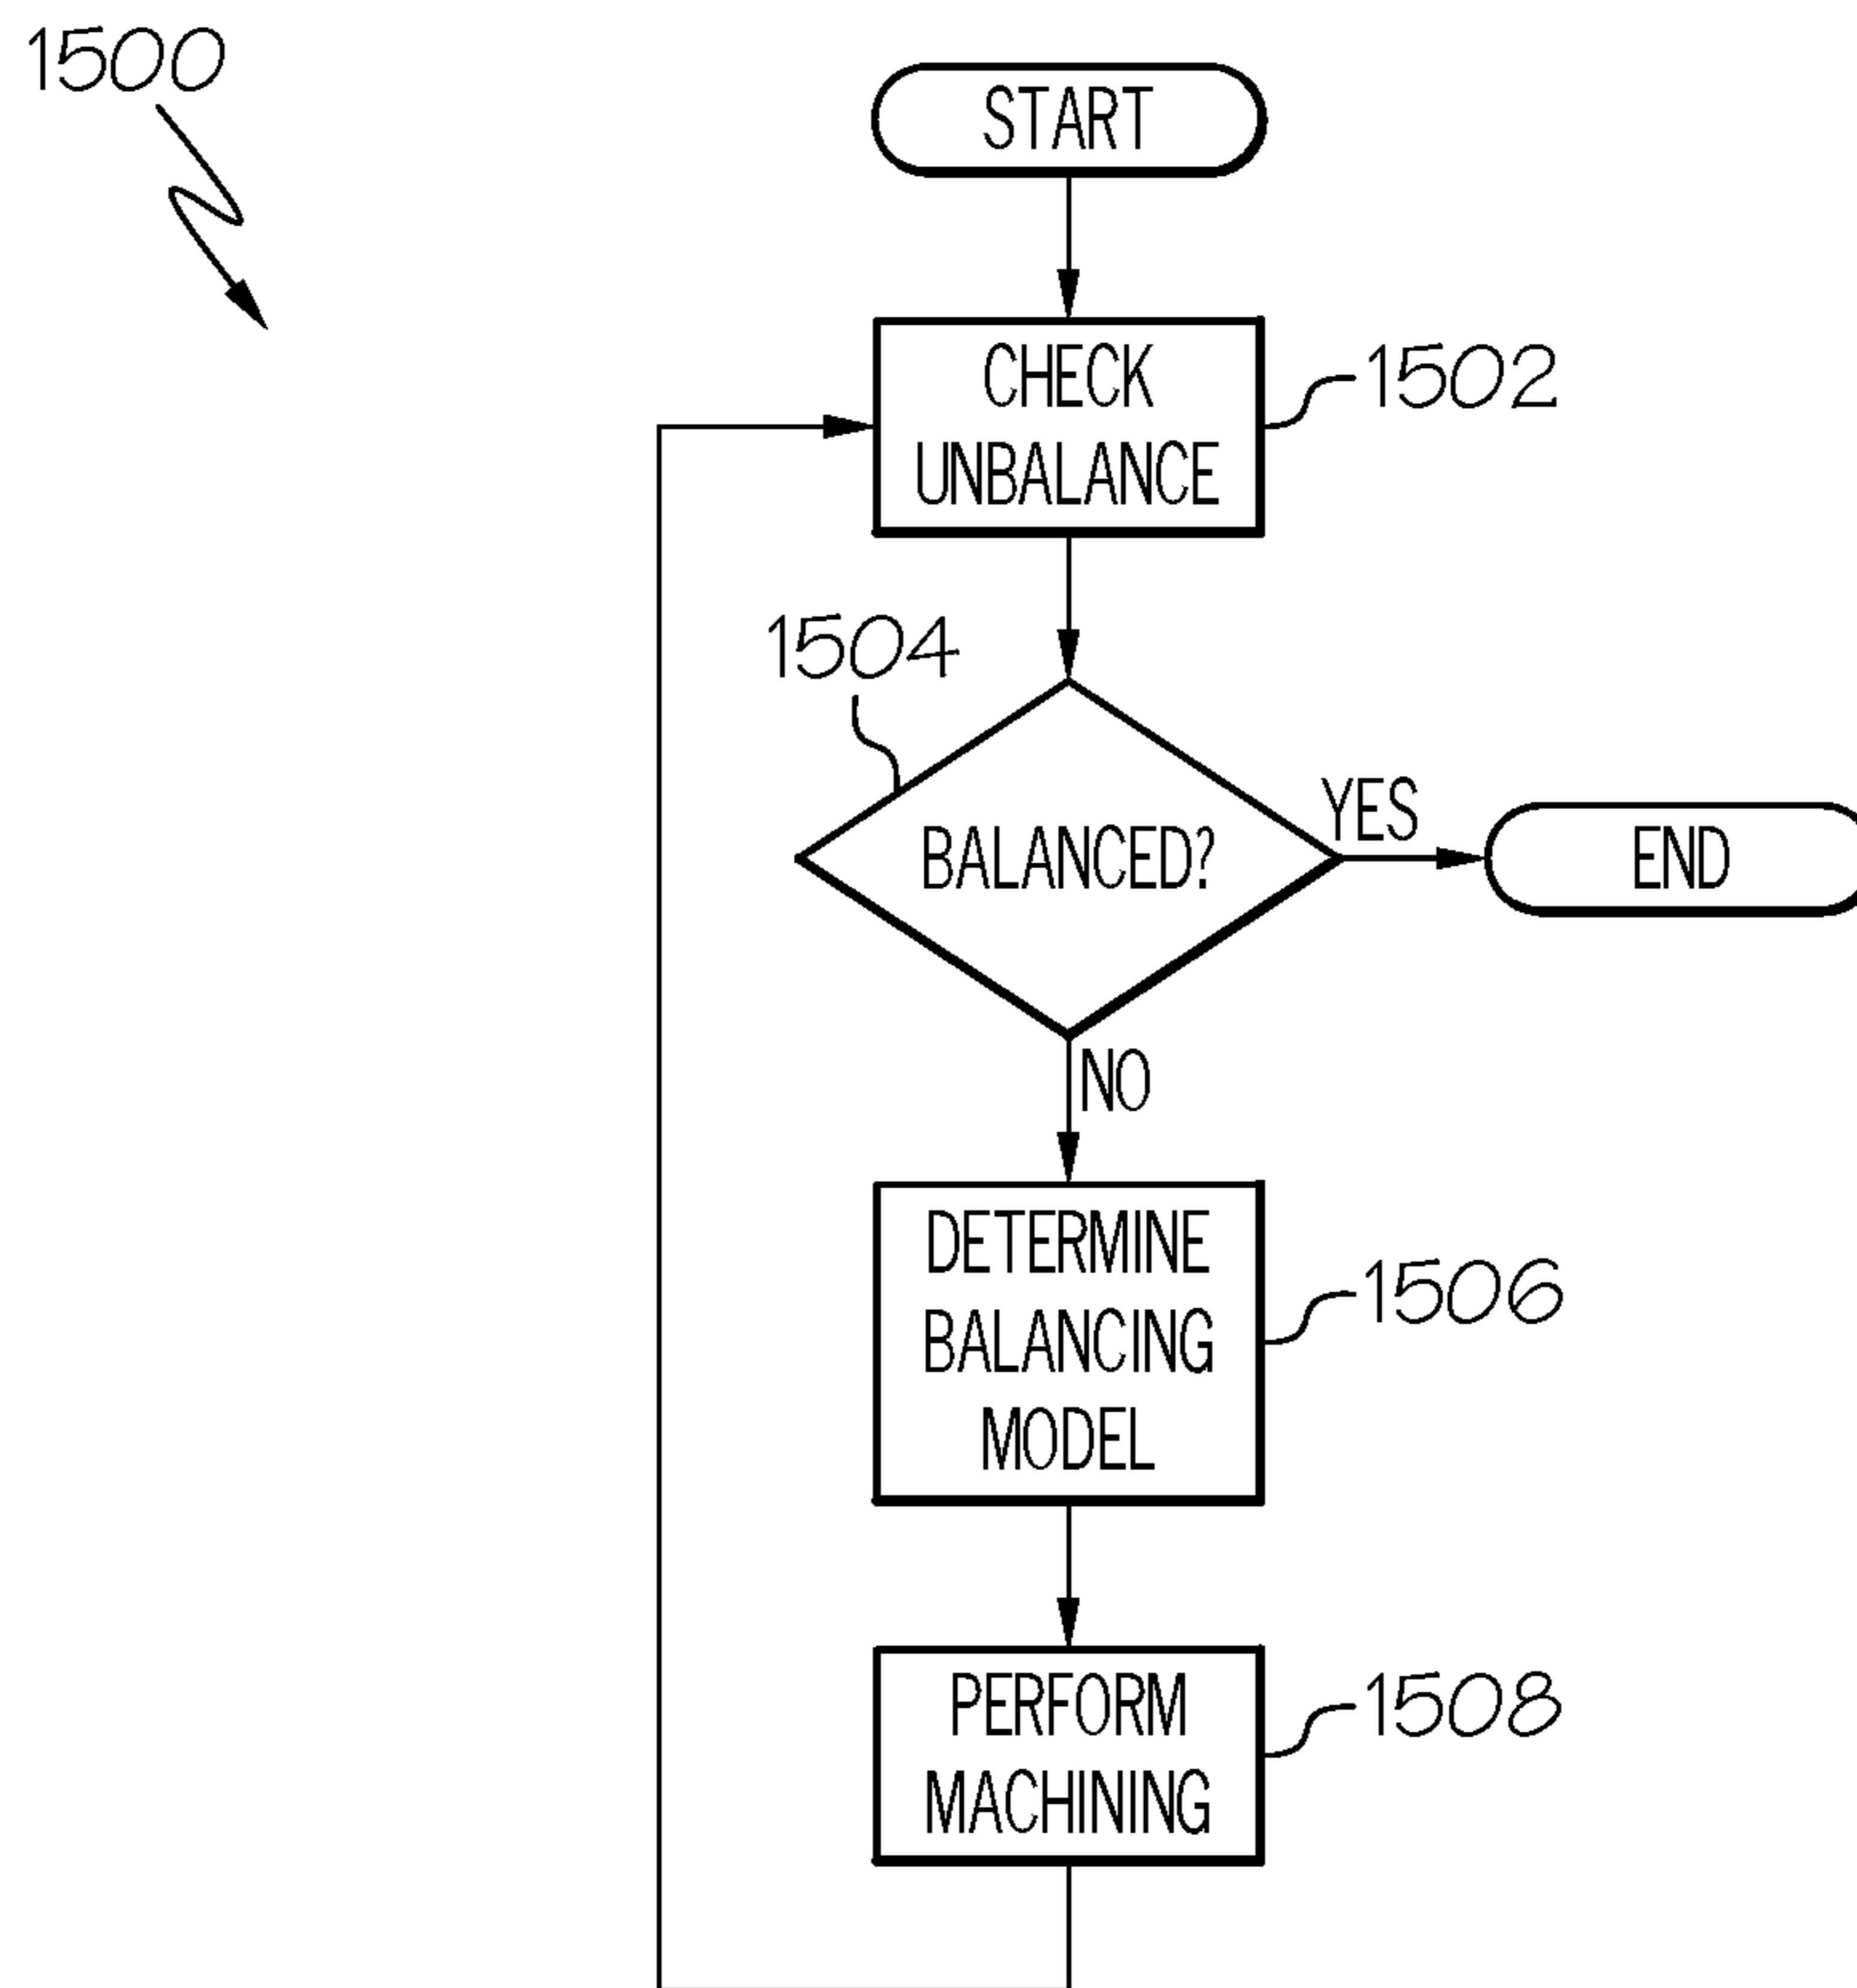 1500
START
CHECK
UNBALANCE
1502
1504
BALANCED?
YES
END
NO
DETERMINE
BALANCING
MODEL
1506
PERFORM
MACHINING
1508